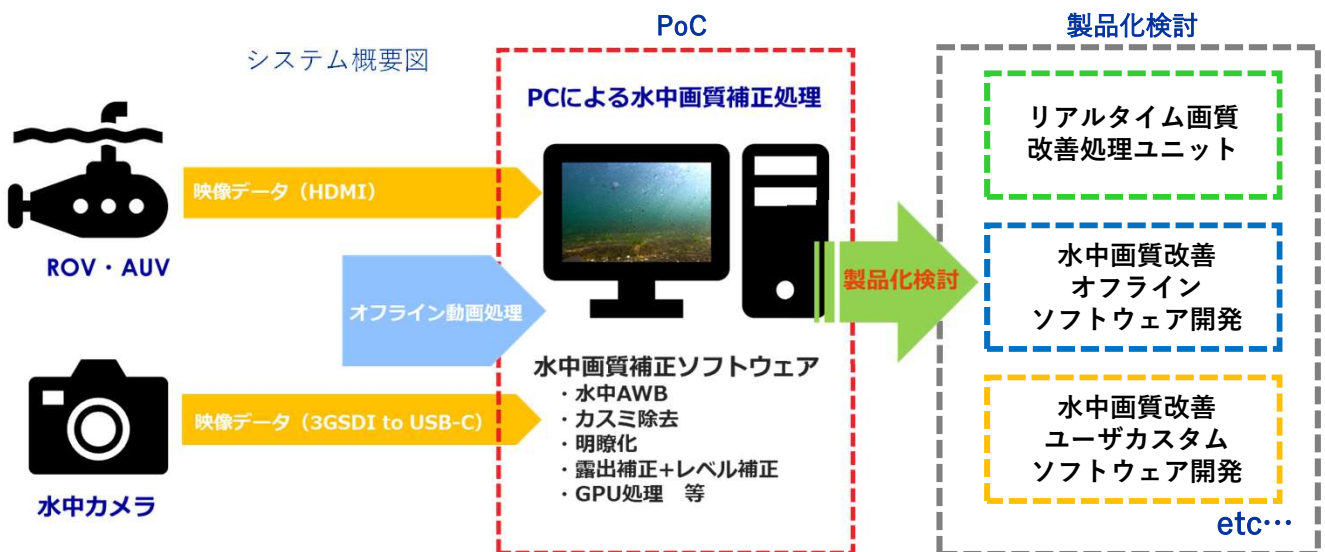 システム概要図
ROV・AUV
映像データ（HDMI）
オフライン動画処理
映像データ（3GSDI to USB-C）
水中カメラ
PoC
PCによる水中画質補正処理
水中画質補正ソフトウェア
・水中AWB
・カスミ除去
・明瞭化
・露出補正+レベル補正
・GPU処理　等
製品化検討
製品化検討
リアルタイム画質
改善処理ユニット
水中画質改善
オフライン
ソフトウェア開発
水中画質改善
ユーザカスタム
ソフトウェア開発
etc…